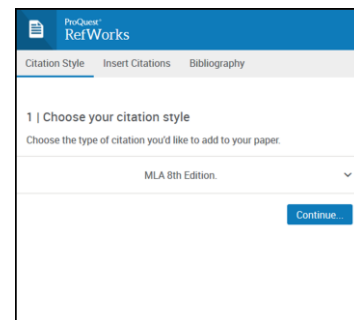 ProQuest
RefWorks
Citation Style Insert Citations Bibliography
1 | Choose your citation style
Choose the type of citation you'd like to add to your paper.
MLA 8th Edition.
Continue...